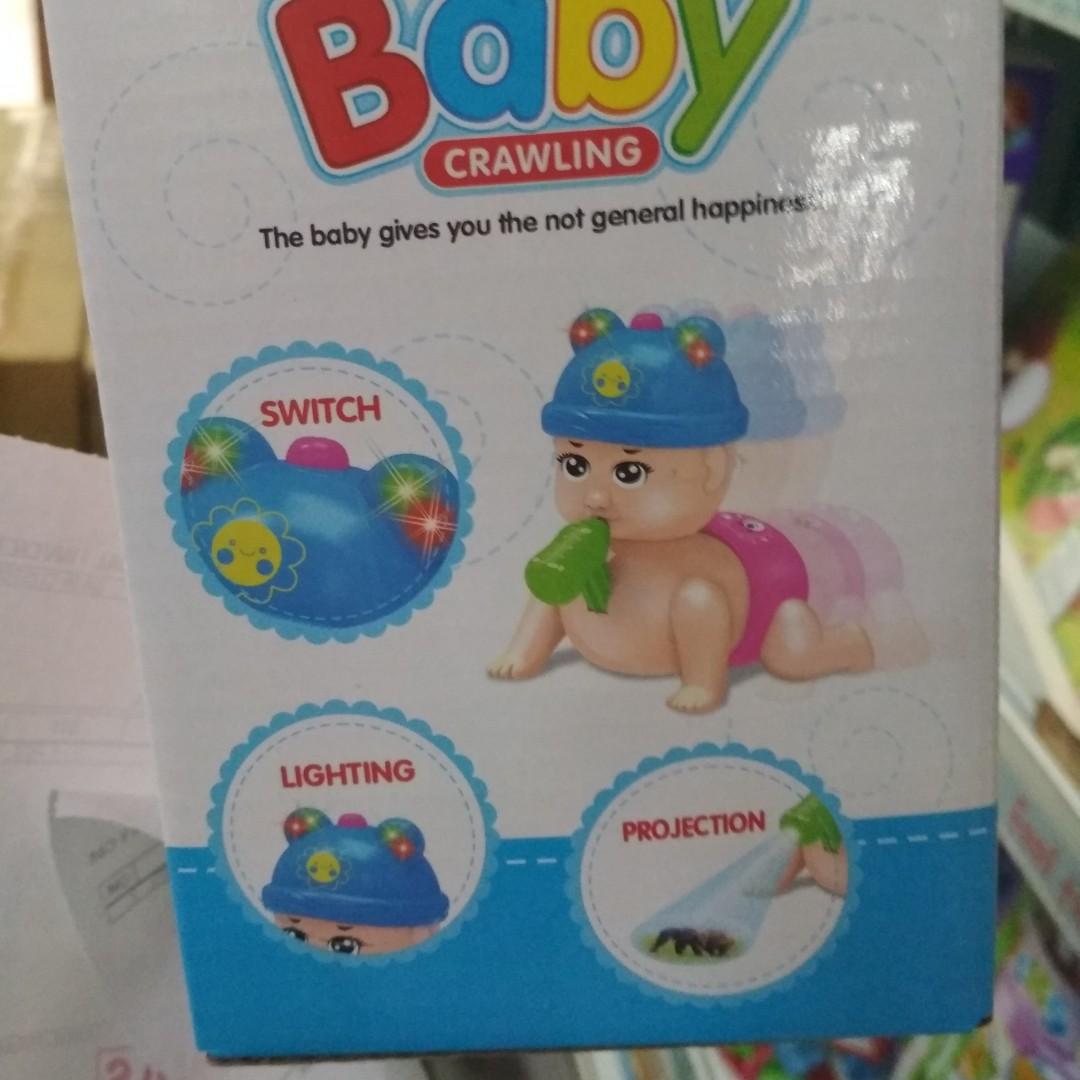 Baby
CRAWLING
The baby gives you the not general happiness
SWITCH
LIGHTING
PROJECTION